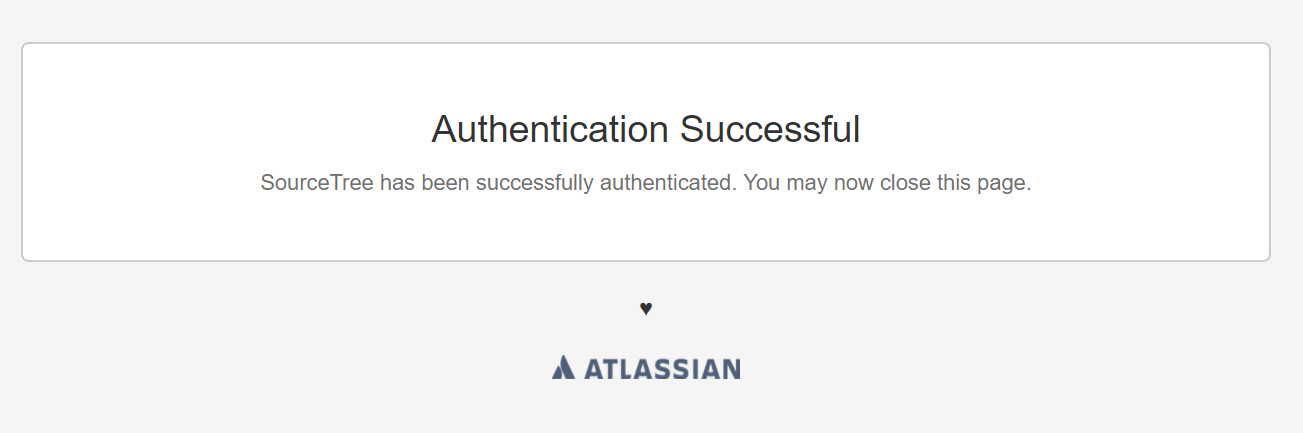 Authentication Successful
SourceTree has been successfully authenticated. You may now close this page.
♥
ATLASSIAN